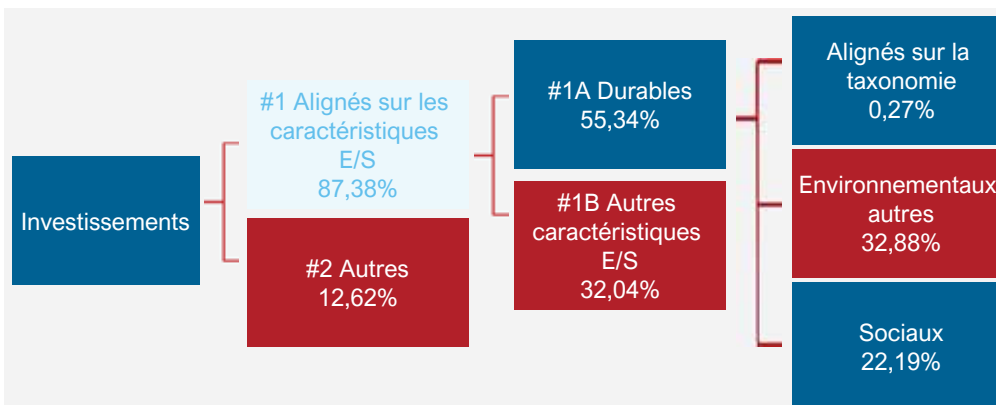 Investissements
#1 Alignés sur les
caractéristiques
E/S
87,38%
#2 Autres
12,62%
#1A Durables
55,34%
#1B Autres
caractéristiques
E/S
32,04%
Alignés sur la
taxonomie
0,27%
Environnementaux
autres
32,88%
Sociaux
22,19%